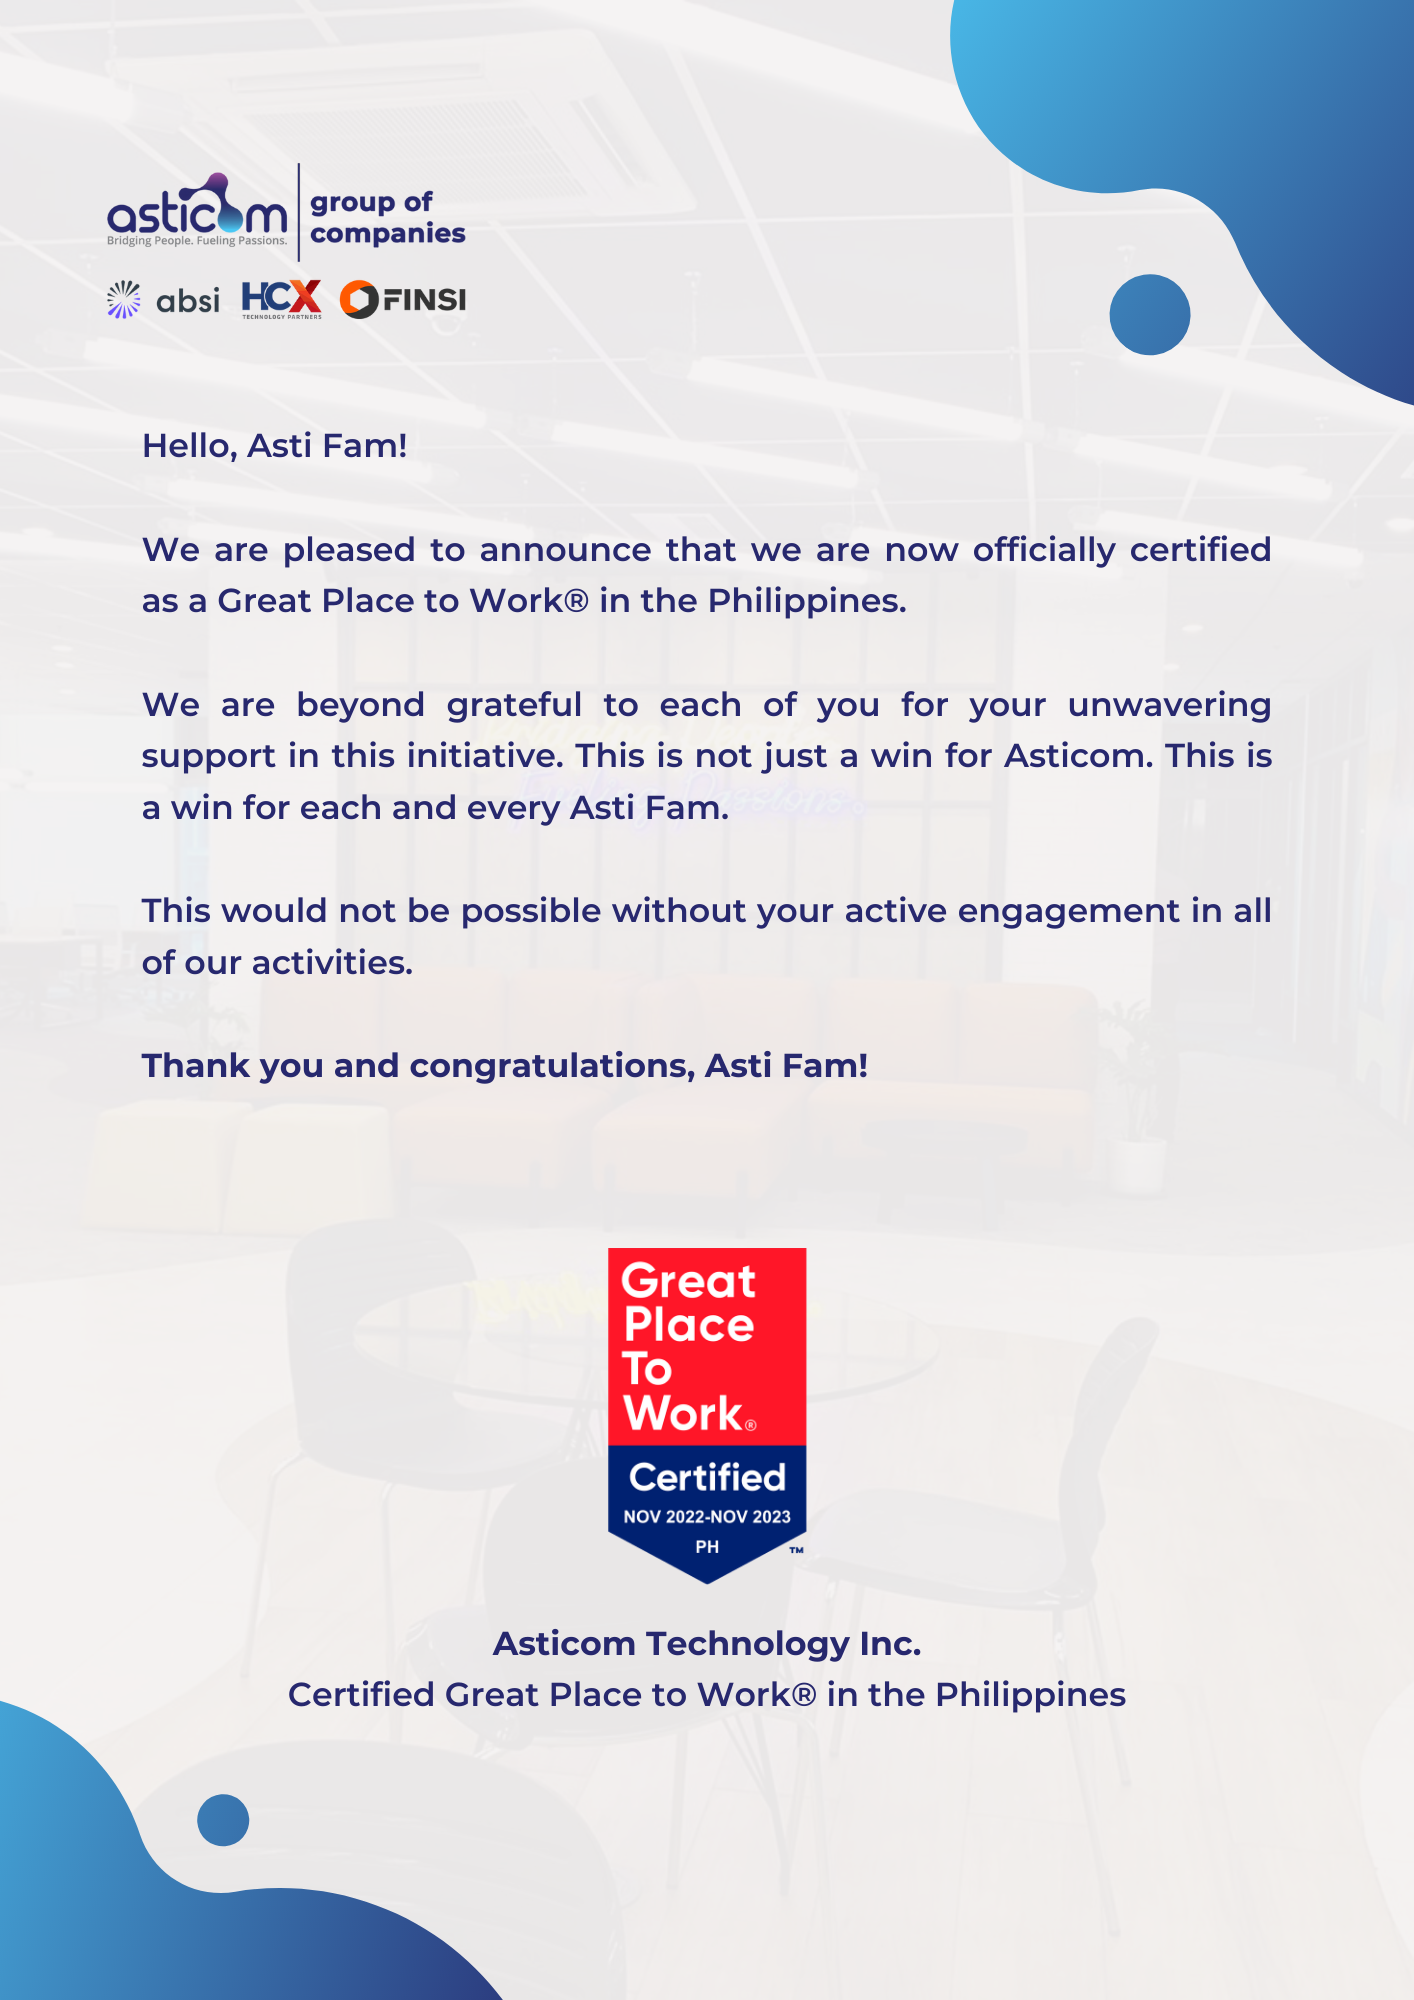 asticom
Bridging People. Fueling Passions.
group of
companies
absi
HCX
TECHNOLOGY PARTNERS
FINSI
Hello, Asti Fam!
We are pleased to announce that we are now officially certified
as a Great Place to Work® in the Philippines.
We are beyond grateful to each of you for your unwavering
support in this initiative. This is not just a win for Asticom. This is
a win for each and every Asti Fam.
Fueling Passions.
This would not be possible without your active engagement in all
of our activities.
Thank you and congratulations, Asti Fam!
Great
Place
To
Work®
Certified
NOV 2022-NOV 2023
PH
TM
Asticom Technology Inc.
Certified Great Place to Work® in the Philippines